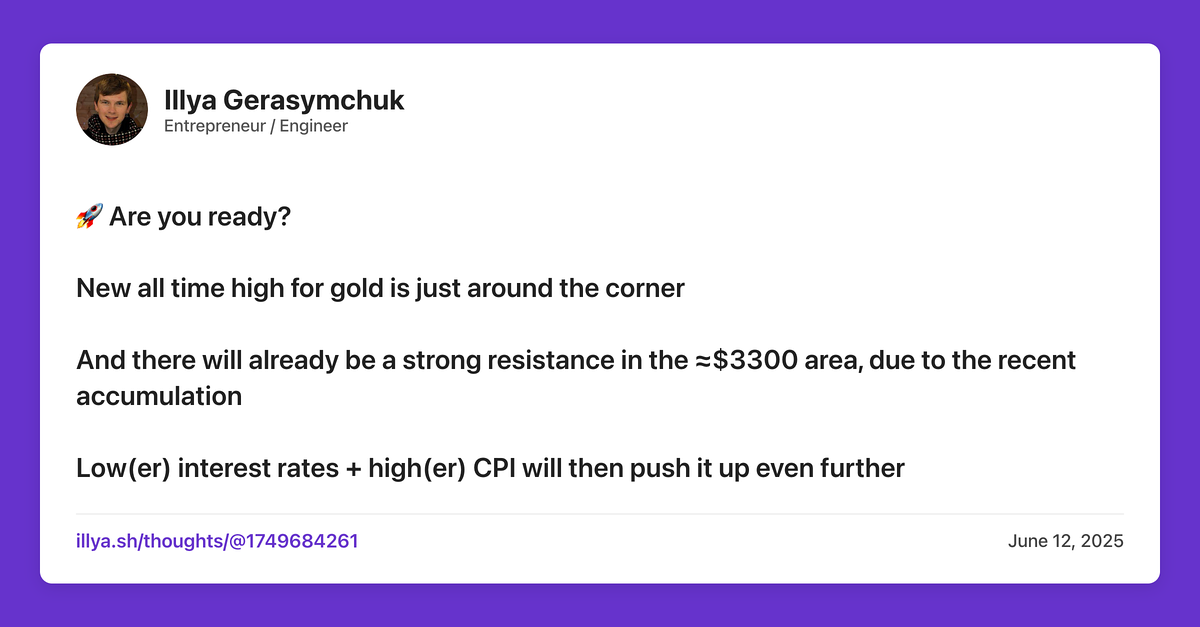 Illya Gerasymchuk
Entrepreneur / Engineer
🚀 Are you ready?
New all time high for gold is just around the corner
And there will already be a strong resistance in the ≈$3300 area, due to the recent
accumulation
Low(er) interest rates + high(er) CPI will then push it up even further
illya.sh/thoughts/@1749684261
June 12, 2025